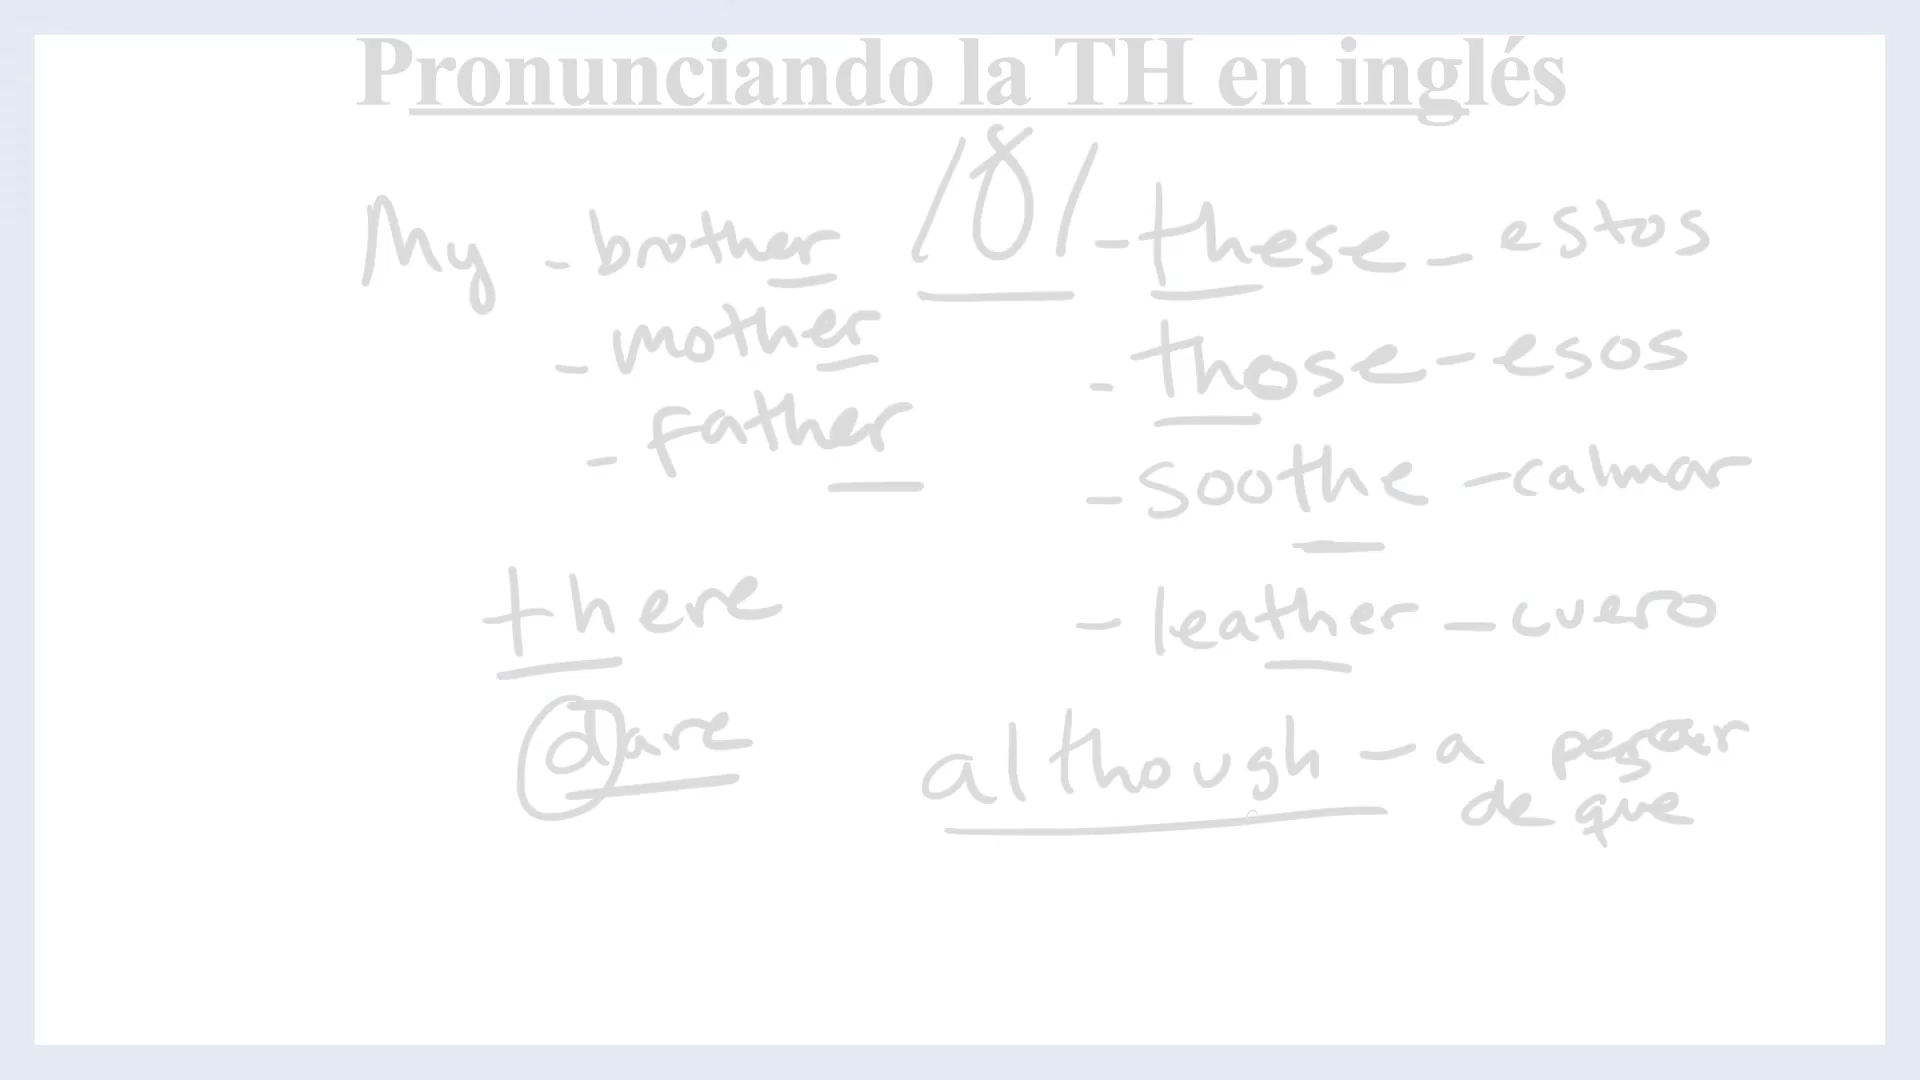 Pronunciando la TH en inglés
/ð/
My - brother
- mother
- father
there
dare
- these - estos
- those - esos
- soothe - calmar
- leather - cuero
although - a pesar
de que